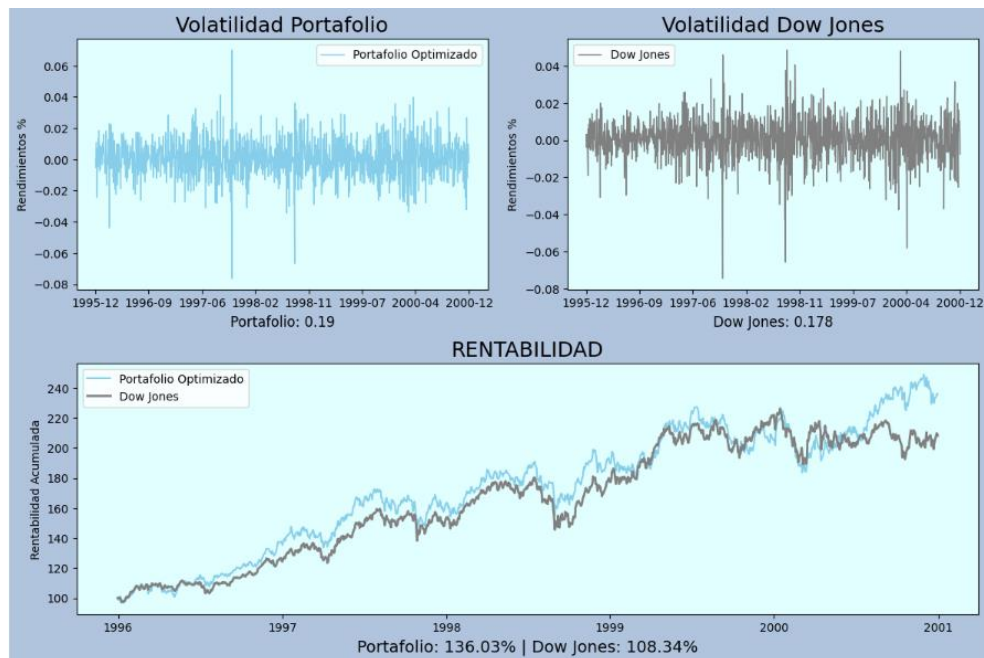 Volatilidad Portafolio
Portafolio Optimizado
Rendimientos %
0.06
0.04
0.02
0.00
−0.02
−0.04
−0.06
−0.08
1995-12 1996-09 1997-06 1998-02 1998-11 1999-07 2000-04 2000-12
Portafolio: 0.19
Volatilidad Dow Jones
Dow Jones
Rendimientos %
0.04
0.02
0.00
−0.02
−0.04
−0.06
−0.08
1995-12 1996-09 1997-06 1998-02 1998-11 1999-07 2000-04 2000-12
Dow Jones: 0.178
RENTABILIDAD
Portafolio Optimizado
Dow Jones
Rentabilidad Acumulada
240
220
200
180
160
140
120
100
1996 1997 1998 1999 2000 2001
Portafolio: 136.03% | Dow Jones: 108.34%